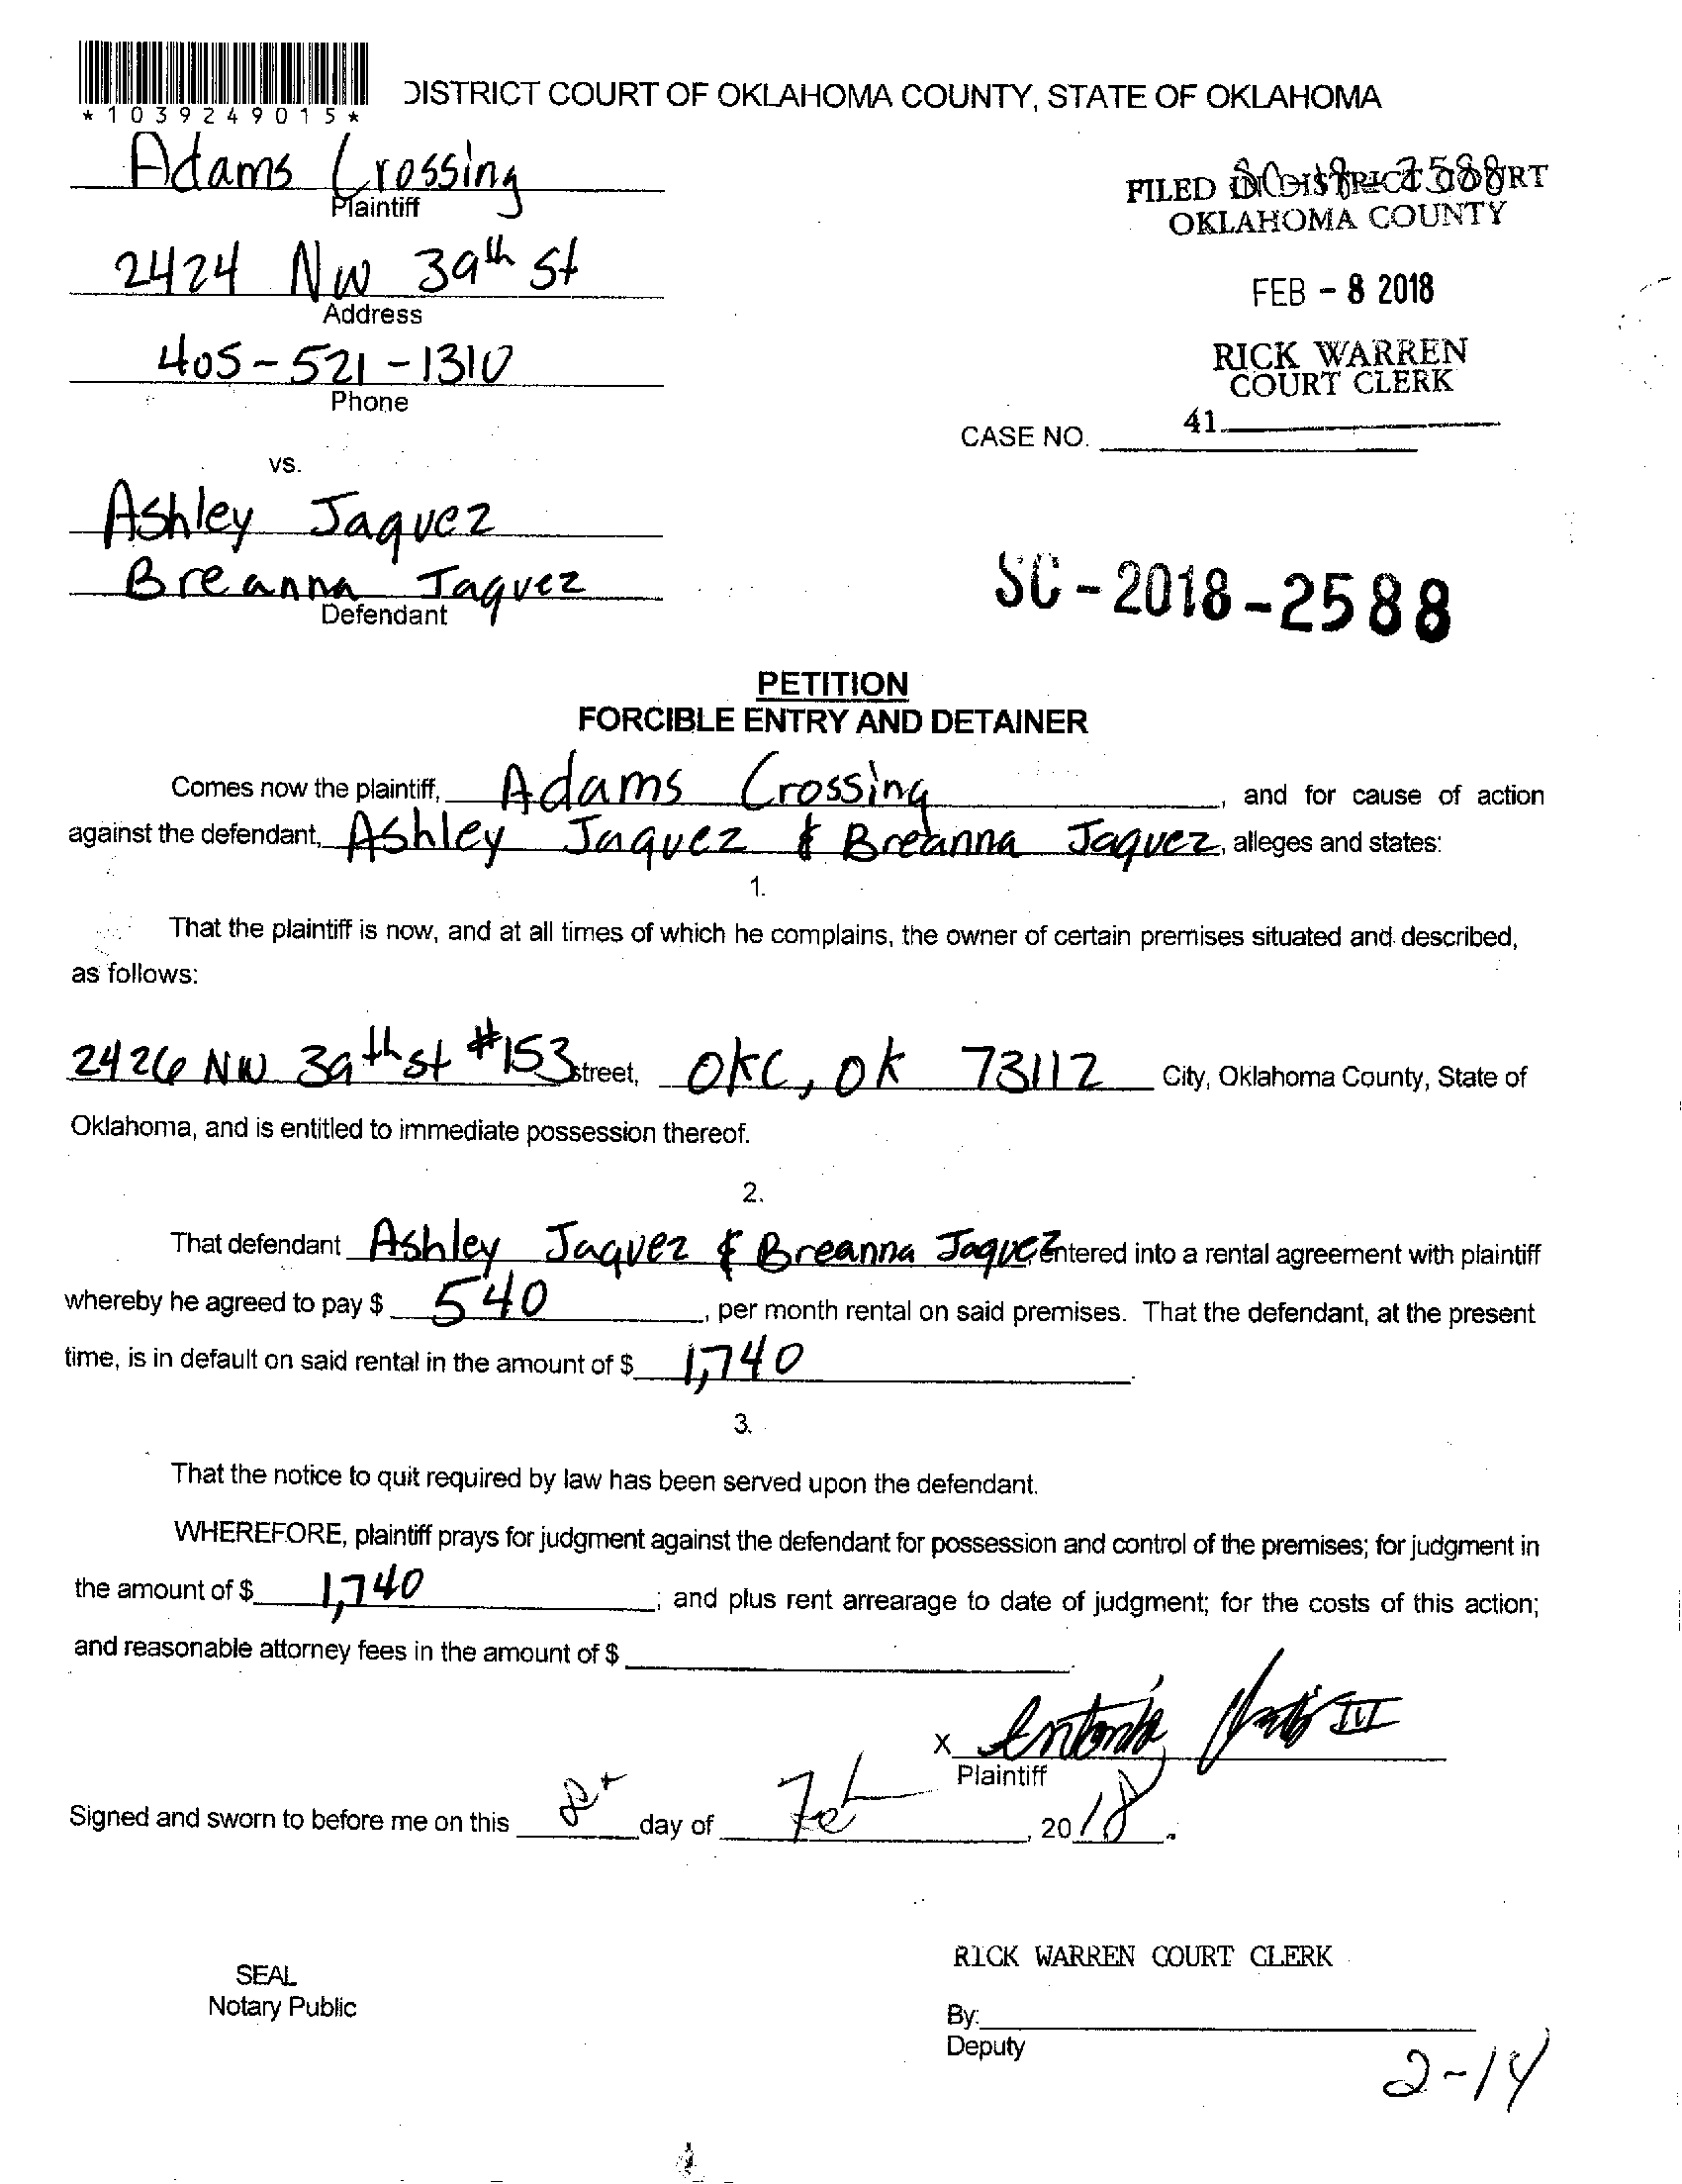 *1039249015*
DISTRICT COURT OF OKLAHOMA COUNTY, STATE OF OKLAHOMA
Adams Crossing
Plaintiff
2424 NW 39th St
Address
405-521-1310
Phone
FILED IN DISTRICT COURT
OKLAHOMA COUNTY
FEB - 8 2018
RICK WARREN
COURT CLERK
41
CASE NO.
vs.
Ashley Jaquez
Breanna Jaquez
Defendant
SC-2018-2588
PETITION
FORCIBLE ENTRY AND DETAINER
Comes now the plaintiff, Adams Crossing, and for cause of action
against the defendant, Ashley Jaquez & Breanna Jaquez, alleges and states:
1.
That the plaintiff is now, and at all times of which he complains, the owner of certain premises situated and described,
as follows:
2426 NW 39th st #153 street, OKC, OK 73112 City, Oklahoma County, State of
Oklahoma, and is entitled to immediate possession thereof.
2.
That defendant Ashley Jaquez & Breanna Jaquez, entered into a rental agreement with plaintiff
whereby he agreed to pay $ 540, per month rental on said premises. That the defendant, at the present
time, is in default on said rental in the amount of $ 1,740.
3.
That the notice to quit required by law has been served upon the defendant.
WHEREFORE, plaintiff prays for judgment against the defendant for possession and control of the premises; for judgment in
the amount of $ 1,740; and plus rent arrearage to date of judgment; for the costs of this action;
and reasonable attorney fees in the amount of $
X III
Plaintiff
Signed and sworn to before me on this 8 day of Feb, 2018.
RICK WARREN COURT CLERK
SEAL
Notary Public
By:
Deputy
2-14